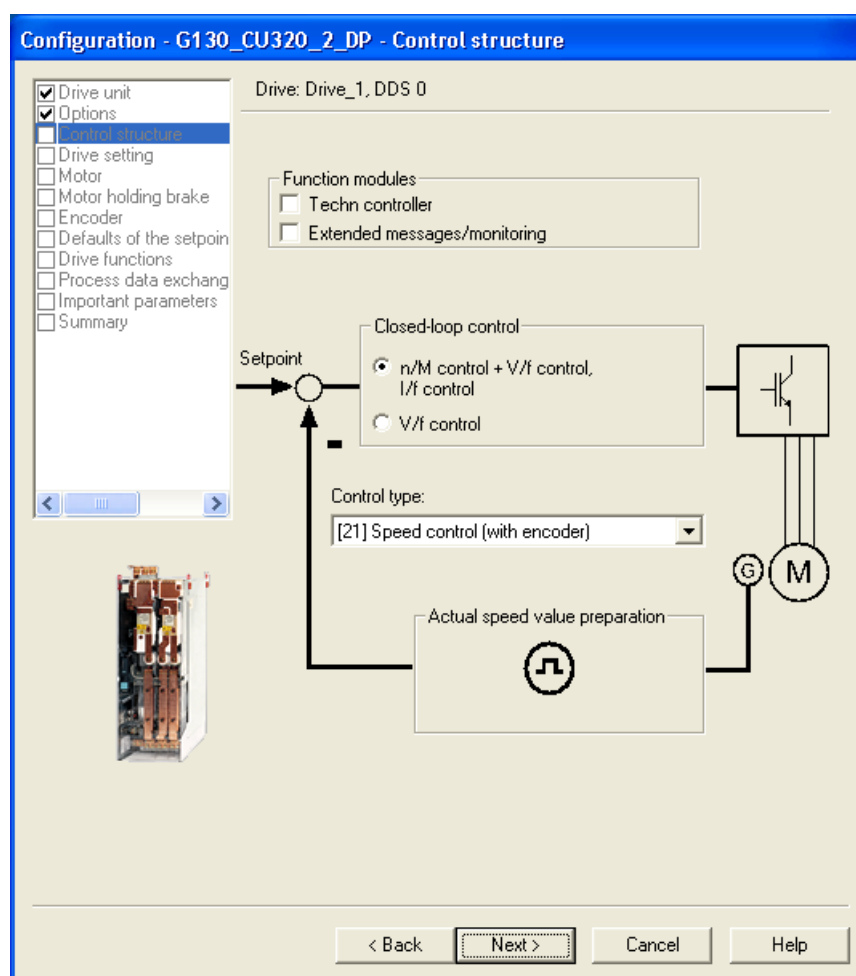 Configuration - G130_CU320_2_DP - Control structure
Drive unit
Options
Control structure
Drive setting
Motor
Motor holding brake
Encoder
Defaults of the setpoin
Drive functions
Process data exchang
Important parameters
Summary
Drive: Drive_1, DDS 0
Function modules
Techn controller
Extended messages/monitoring
Closed-loop control
Setpoint
n/M control + V/f control,
I/f control
V/f control
Control type:
[21] Speed control (with encoder)
G
M
Actual speed value preparation
< Back
Next >
Cancel
Help